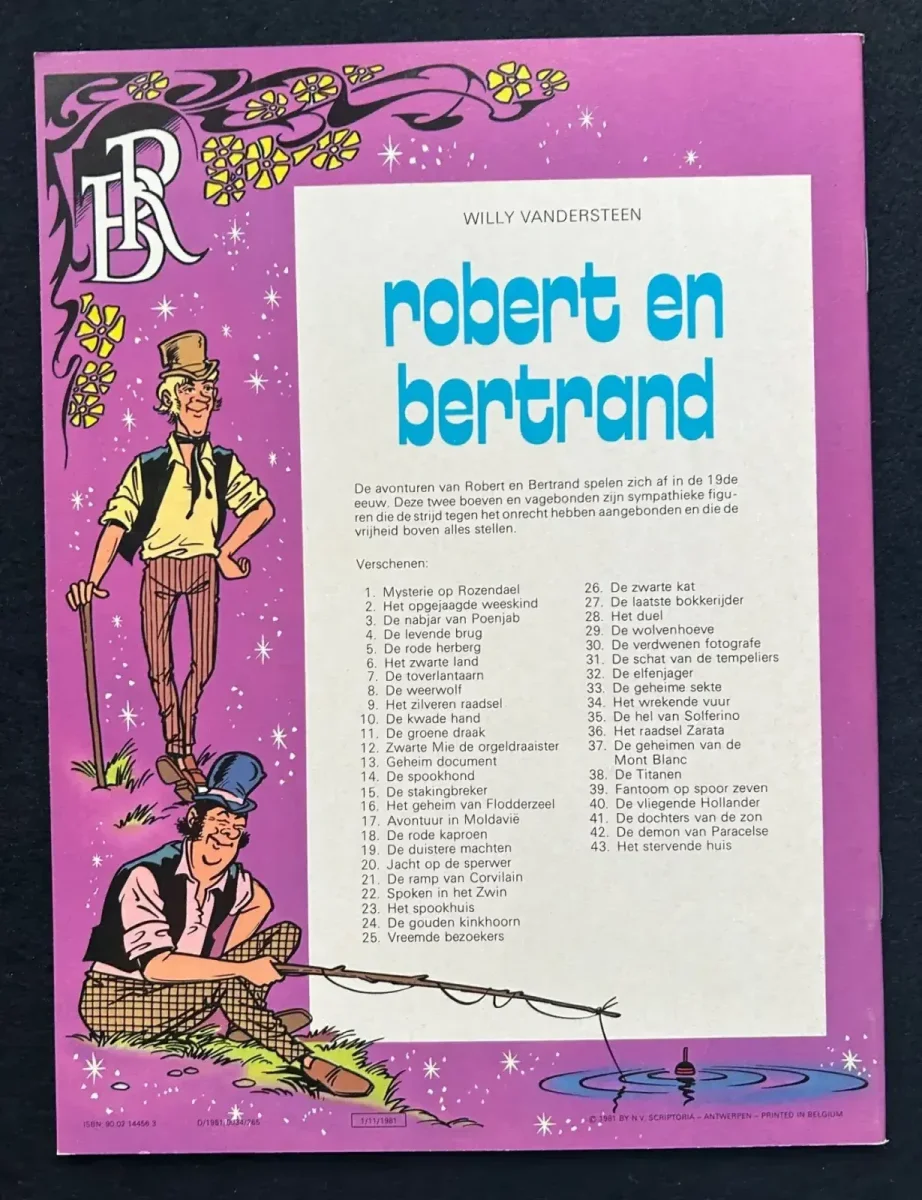 BR
WILLY VANDERSTEEN
robert en
bertrand
De avonturen van Robert en Bertrand spelen zich af in de 19de
eeuw. Deze twee boeven en vagebonden zijn sympathieke figu-
ren die de strijd tegen het onrecht hebben aangebonden en die de
vrijheid boven alles stellen.
Verschenen:
1. Mysterie op Rozendael
2. Het opgejaagde weeskind
3. De nabjar van Poenjab
4. De levende brug
5. De rode herberg
6. Het zwarte land
7. De toverlantaarn
8. De weerwolf
9. Het zilveren raadsel
10. De kwade hand
11. De groene draak
12. Zwarte Mie de orgeldraaister
13. Geheim document
14. De spookhond
15. De stakingbreker
16. Het geheim van Flodderzeel
17. Avontuur in Moldavië
18. De rode kaproen
19. De duistere machten
20. Jacht op de sperwer
21. De ramp van Corvilain
22. Spoken in het Zwin
23. Het spookhuis
24. De gouden kinkhoorn
25. Vreemde bezoekers
26. De zwarte kat
27. De laatste bokkerijder
28. Het duel
29. De wolvenhoeve
30. De verdwenen fotografe
31. De schat van de tempeliers
32. De elfenjager
33. De geheime sekte
34. Het wrekende vuur
35. De hel van Solferino
36. Het raadsel Zarata
37. De geheimen van de
Mont Blanc
38. De Titanen
39. Fantoom op spoor zeven
40. De vliegende Hollander
41. De dochters van de zon
42. De demon van Paracelse
43. Het stervende huis
ISBN 90 02 14456 3
1/11/1981
© 1981 BY N.V. SCRIPTORIA – ANTWERPEN – PRINTED IN BELGIUM